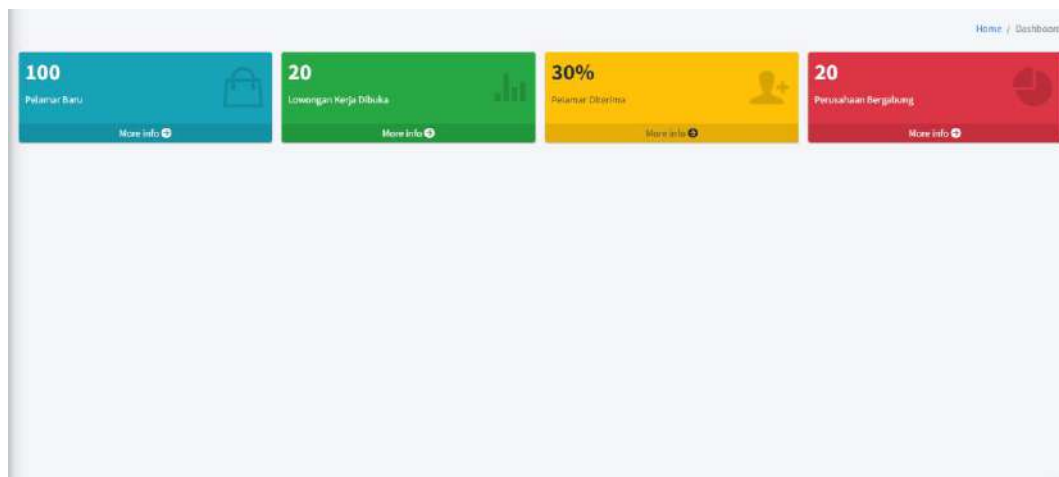 Home / Dashboard
100
Pelamar Baru
More info
20
Lowongan Kerja Dibuka
More info
30%
Pelamar Diterima
More info
20
Perusahaan Bergabung
More info